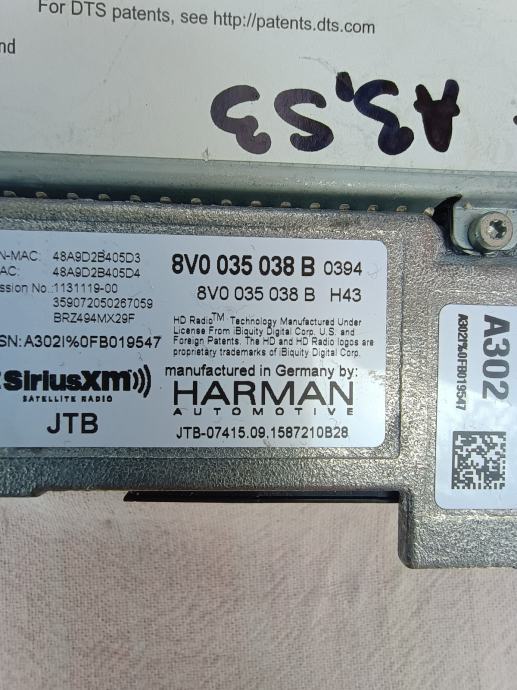 For DTS patents, see http://patents.dts.com.
nd
A3.S3
N-MAC: 48A9D2B405D3
AC: 48A9D2B405D4
ssion No.:1131119-00
359072050267059
BRZ494MX29F
SN:A302I%0FB019547
SiriusXM
SATELLITE RADIO
JTB
8V0 035 038 B 0394
8V0 035 038 B H43
HD Radio™ Technology Manufactured Under
License From iBiquity Digital Corp. U.S. and
Foreign Patents. The HD and HD Radio logos are
proprietary trademarks of iBiquity Digital Corp.
manufactured in Germany by:
HARMAN
AUTOMOTIVE
JTB-07415.09.1587210B28
A302
A302I%0FB019547